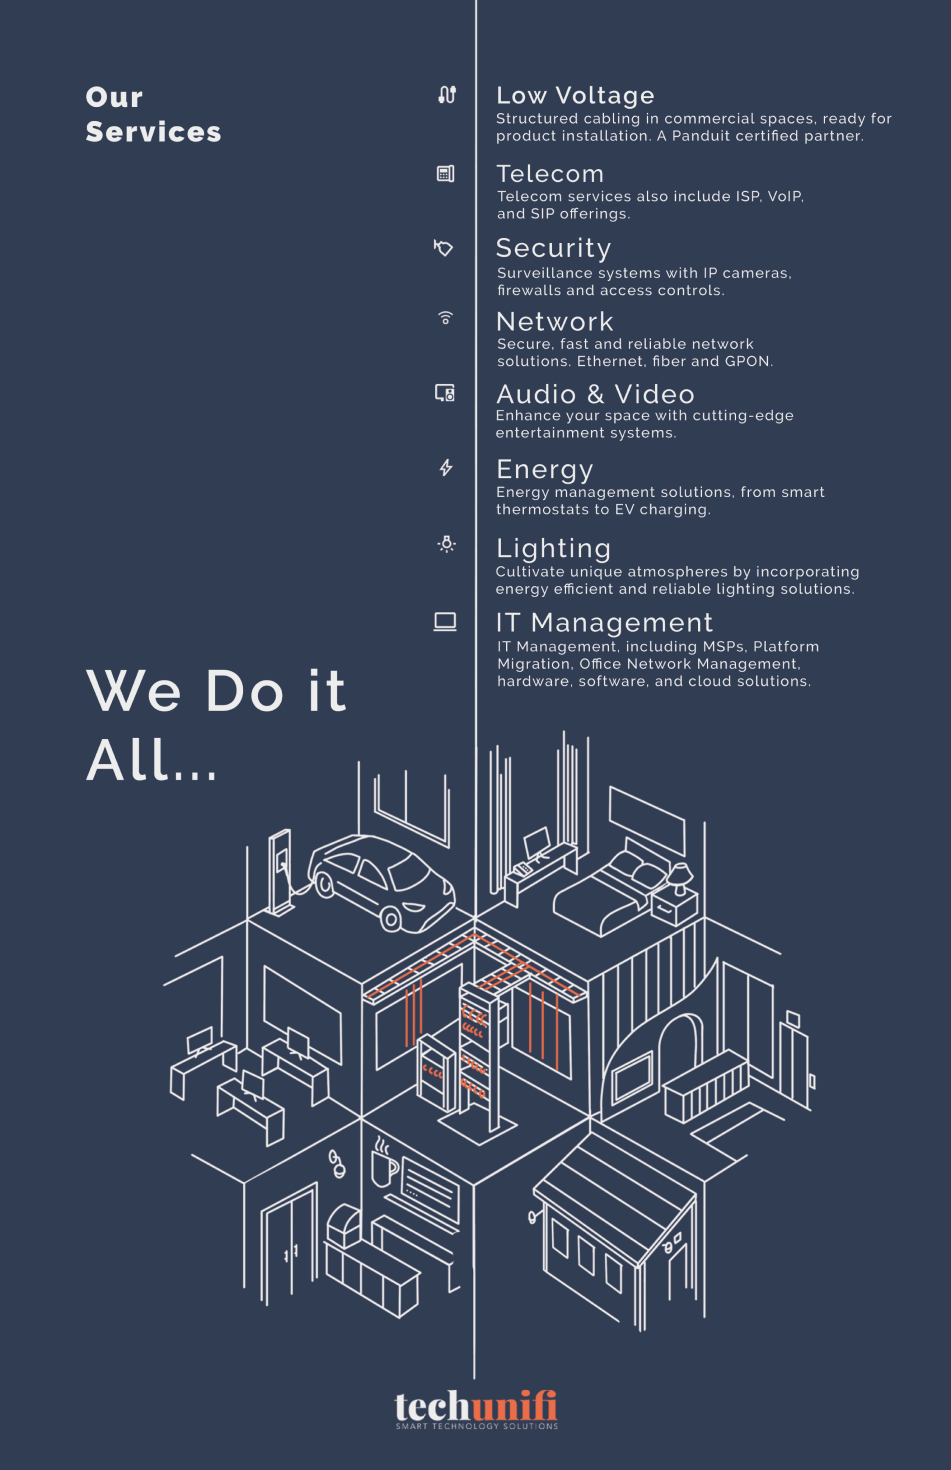 Our
Services
Low Voltage
Structured cabling in commercial spaces, ready for
product installation. A Panduit certified partner.
Telecom
Telecom services also include ISP, VoIP,
and SIP offerings.
Security
Surveillance systems with IP cameras,
firewalls and access controls.
Network
Secure, fast and reliable network
solutions. Ethernet, fiber and GPON.
Audio & Video
Enhance your space with cutting-edge
entertainment systems.
Energy
Energy management solutions, from smart
thermostats to EV charging.
Lighting
Cultivate unique atmospheres by incorporating
energy efficient and reliable lighting solutions.
IT Management
IT Management, including MSPs, Platform
Migration, Office Network Management,
hardware, software, and cloud solutions.
We Do it
All...
techunifi
SMART TECHNOLOGY SOLUTIONS